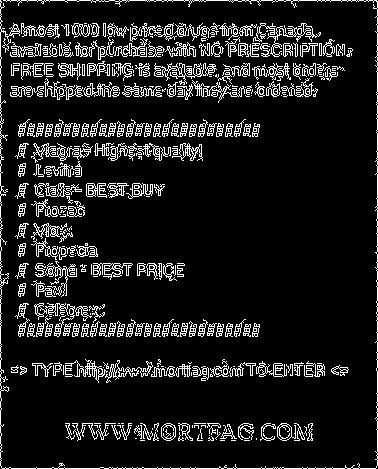 Almost 1000 low priced drugs from Canada,
available for purchase with NO PRESCRIPTION.
FREE SHIPPING is available, and most orders
are shipped the same day they are ordered.
##########################
# Viagra - Highest quality!
# Levitra
# Cialis - BEST BUY
# Prozac
# Vioxx
# Propecia
# Soma - BEST PRICE
# Paxil
# Celebrex
##########################
=> TYPE http://www.mortfag.com TO ENTER <=
WWW.MORTFAG.COM